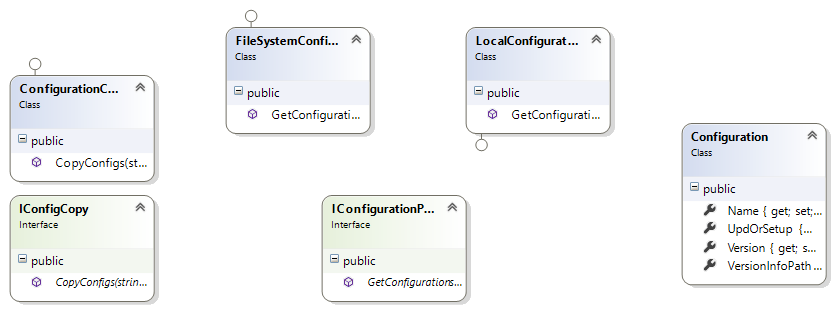 FileSystemConfi...
Class
public
GetConfigurati...
LocalConfigurat...
Class
public
GetConfigurati...
ConfigurationC...
Class
public
CopyConfigs(st...
Configuration
Class
public
Name { get; set;...
UpdOrSetup {...
Version { get; s...
VersionInfoPath ...
IConfigCopy
Interface
public
CopyConfigs(strin...
IConfigurationP...
Interface
public
GetConfigurations...